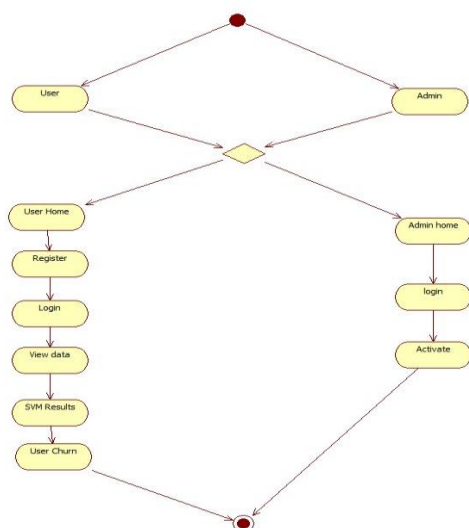 User
Admin
User Home
Admin home
Register
login
Login
Activate
View data
SVM Results
User Churn